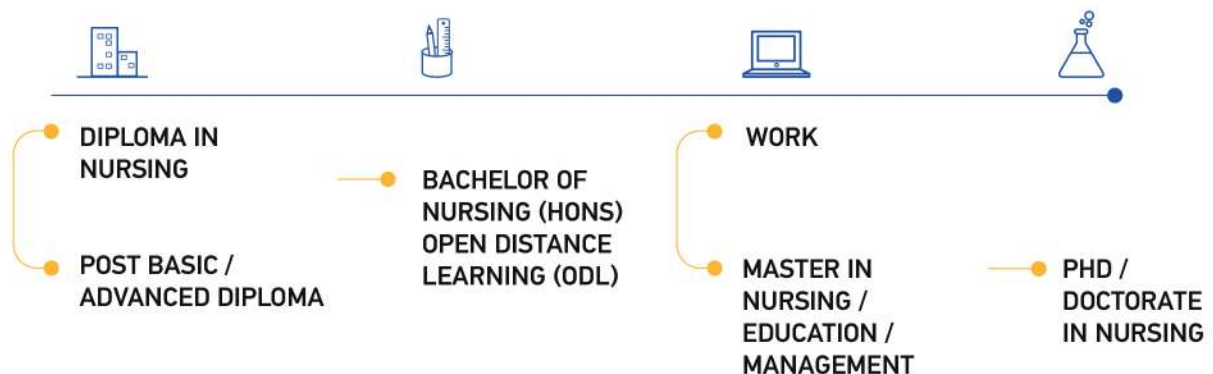 DIPLOMA IN
NURSING
POST BASIC /
ADVANCED DIPLOMA
BACHELOR OF
NURSING (HONS)
OPEN DISTANCE
LEARNING (ODL)
WORK
MASTER IN
NURSING /
EDUCATION /
MANAGEMENT
PHD /
DOCTORATE
IN NURSING